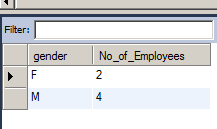 Filter:
gender No_of_Employees
F 2
M 4